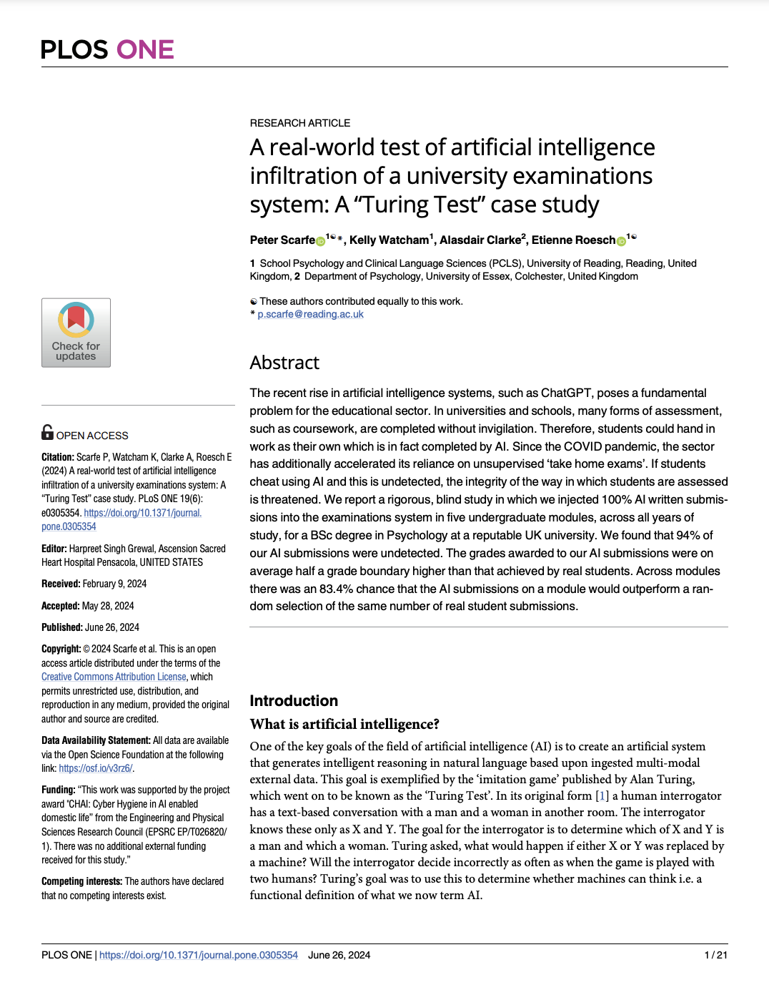 PLOS ONE
RESEARCH ARTICLE
A real-world test of artificial intelligence
infiltration of a university examinations
system: A “Turing Test” case study
Peter Scarfe 1☯*, Kelly Watcham1, Alasdair Clarke2, Etienne Roesch 1☯
1 School Psychology and Clinical Language Sciences (PCLS), University of Reading, Reading, United
Kingdom, 2 Department of Psychology, University of Essex, Colchester, United Kingdom
☯ These authors contributed equally to this work.
* p.scarfe@reading.ac.uk
Check for
updates
Abstract
The recent rise in artificial intelligence systems, such as ChatGPT, poses a fundamental
problem for the educational sector. In universities and schools, many forms of assessment,
such as coursework, are completed without invigilation. Therefore, students could hand in
work as their own which is in fact completed by AI. Since the COVID pandemic, the sector
has additionally accelerated its reliance on unsupervised ‘take home exams’. If students
cheat using AI and this is undetected, the integrity of the way in which students are assessed
is threatened. We report a rigorous, blind study in which we injected 100% AI written submis-
sions into the examinations system in five undergraduate modules, across all years of
study, for a BSc degree in Psychology at a reputable UK university. We found that 94% of
our AI submissions were undetected. The grades awarded to our AI submissions were on
average half a grade boundary higher than that achieved by real students. Across modules
there was an 83.4% chance that the AI submissions on a module would outperform a ran-
dom selection of the same number of real student submissions.
OPEN ACCESS
Citation: Scarfe P, Watcham K, Clarke A, Roesch E
(2024) A real-world test of artificial intelligence
infiltration of a university examinations system: A
“Turing Test” case study. PLoS ONE 19(6):
e0305354. https://doi.org/10.1371/journal.
pone.0305354
Editor: Harpreet Singh Grewal, Ascension Sacred
Heart Hospital Pensacola, UNITED STATES
Received: February 9, 2024
Accepted: May 28, 2024
Published: June 26, 2024
Copyright: © 2024 Scarfe et al. This is an open
access article distributed under the terms of the
Creative Commons Attribution License, which
permits unrestricted use, distribution, and
reproduction in any medium, provided the original
author and source are credited.
Data Availability Statement: All data are available
via the Open Science Foundation at the following
link: https://osf.io/v3rz6/.
Funding: “This work was supported by the project
award "CHAI: Cyber Hygiene in AI enabled
domestic life” from the Engineering and Physical
Sciences Research Council (EPSRC EP/T026820/
1). There was no additional external funding
received for this study.”
Competing interests: The authors have declared
that no competing interests exist.
Introduction
What is artificial intelligence?
One of the key goals of the field of artificial intelligence (AI) is to create an artificial system
that generates intelligent reasoning in natural language based upon ingested multi-modal
external data. This goal is exemplified by the ‘imitation game’ published by Alan Turing,
which went on to be known as the ‘Turing Test’. In its original form [1] a human interrogator
has a text-based conversation with a man and a woman in another room. The interrogator
knows these only as X and Y. The goal for the interrogator is to determine which of X and Y is
a man and which a woman. Turing asked, what would happen if either X or Y was replaced by
a machine? Will the interrogator decide incorrectly as often as when the game is played with
two humans? Turing’s goal was to use this to determine whether machines can think i.e. a
functional definition of what we now term AI.
PLOS ONE | https://doi.org/10.1371/journal.pone.0305354 June 26, 2024 1 / 21